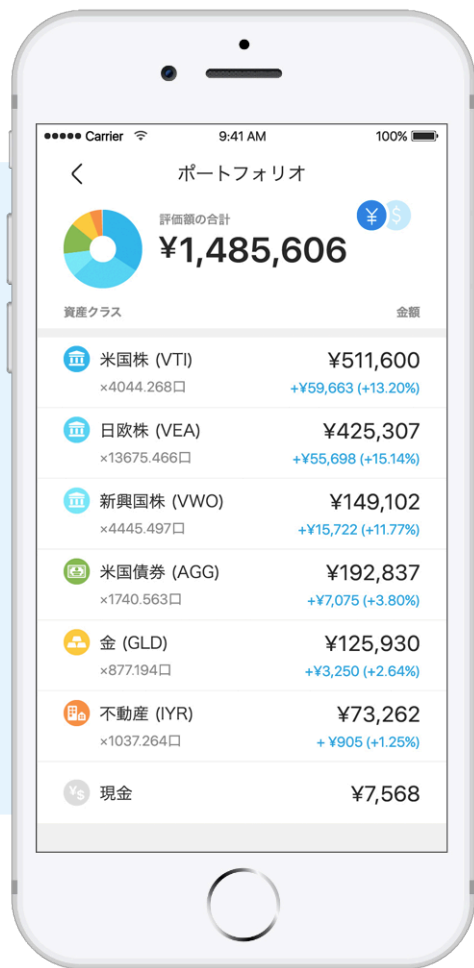 Carrier 9:41 AM 100%
ポートフォリオ
評価額の合計
¥ $
¥1,485,606
資産クラス 金額
米国株 (VTI) ¥511,600
×4044.268口 +¥59,663 (+13.20%)
日欧株 (VEA) ¥425,307
×13675.466口 +¥55,698 (+15.14%)
新興国株 (VWO) ¥149,102
×4445.497口 +¥15,722 (+11.77%)
米国債券 (AGG) ¥192,837
×1740.563口 +¥7,075 (+3.80%)
金 (GLD) ¥125,930
×877.194口 +¥3,250 (+2.64%)
不動産 (IYR) ¥73,262
×1037.264口 + ¥905 (+1.25%)
¥$ 現金 ¥7,568